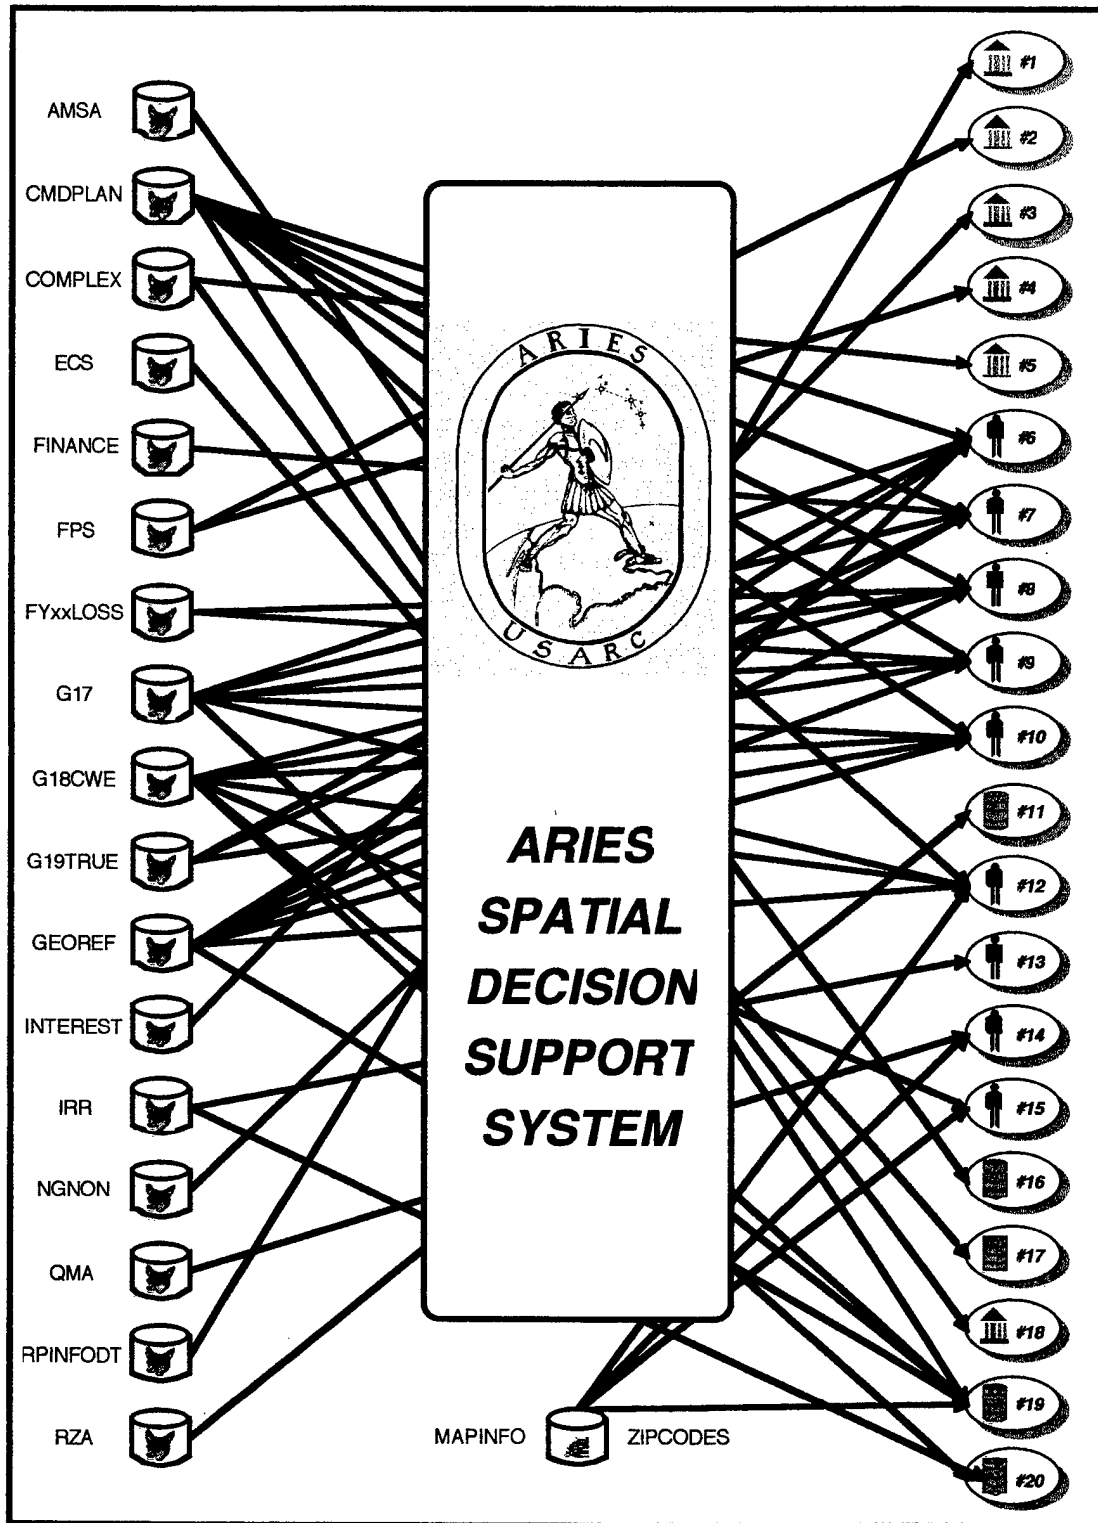 AMSA
CMDPLAN
COMPLEX
ECS
FINANCE
FPS
FYxxLOSS
G17
G18CWE
G19TRUE
GEOREF
INTEREST
IRR
NGNON
QMA
RPINFODT
RZA
ARIES
USARC
ARIES
SPATIAL
DECISION
SUPPORT
SYSTEM
MAPINFO ZIPCODES
#1
#2
#3
#4
#5
#6
#7
#8
#9
#10
#11
#12
#13
#14
#15
#16
#17
#18
#19
#20